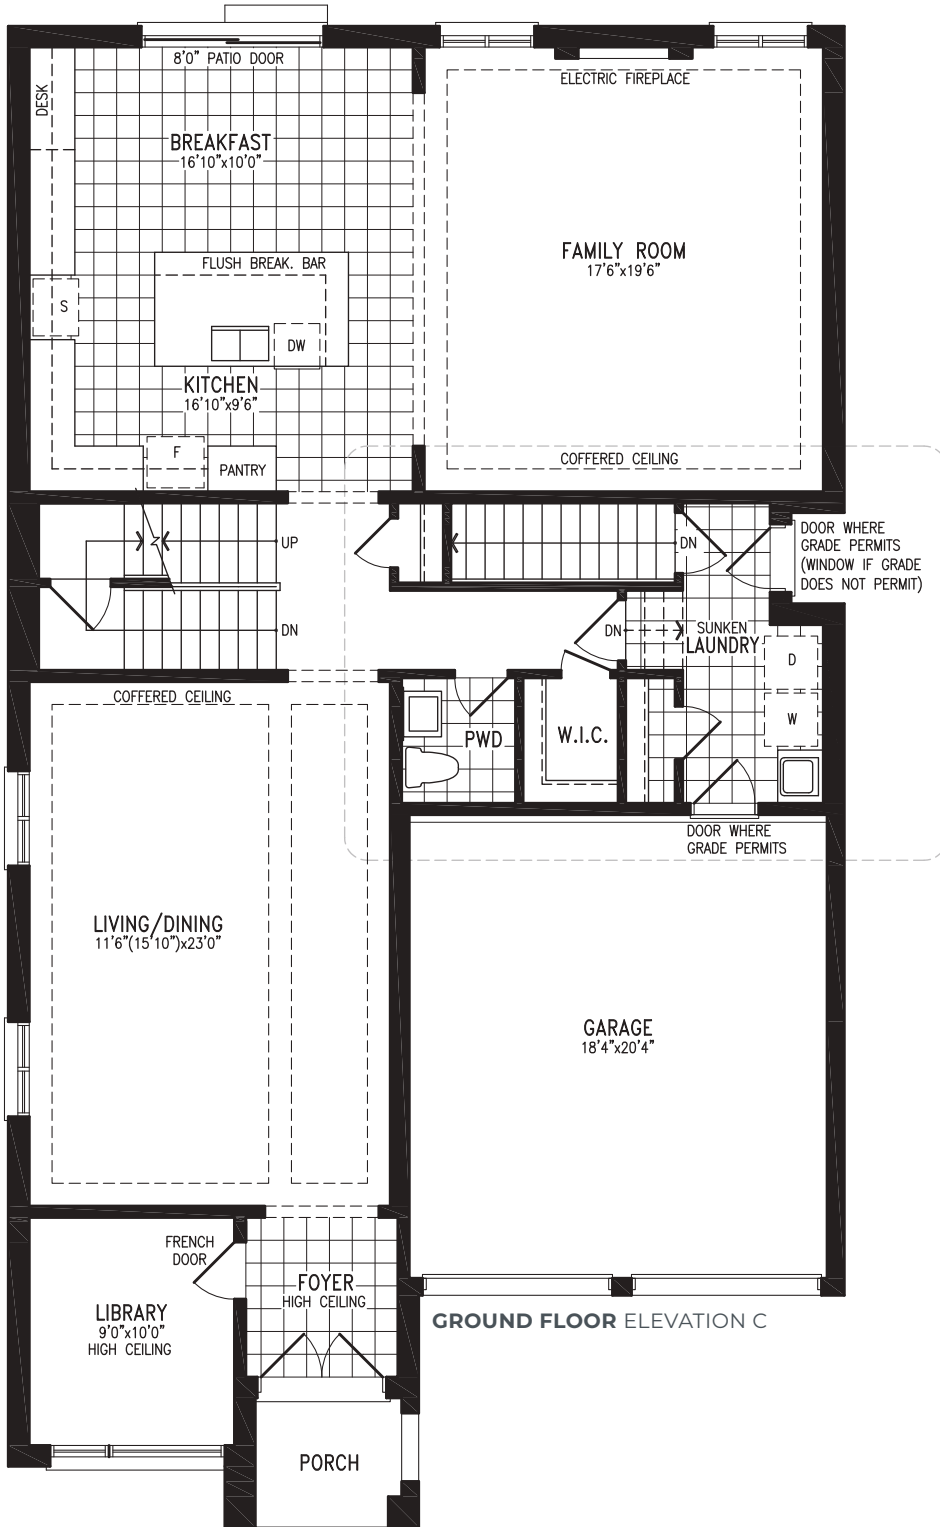 8'0" PATIO DOOR
DESK
BREAKFAST
16'10"x10'0"
ELECTRIC FIREPLACE
FAMILY ROOM
17'6"x19'6"
FLUSH BREAK. BAR
S
DW
KITCHEN
16'10"x9'6"
F
PANTRY
COFFERED CEILING
UP
DN
DN
DOOR WHERE
GRADE PERMITS
(WINDOW IF GRADE
DOES NOT PERMIT)
DN
SUNKEN
LAUNDRY
D
W
COFFERED CEILING
PWD
W.I.C.
DOOR WHERE
GRADE PERMITS
LIVING/DINING
11'6"(15'10")x23'0"
GARAGE
18'4"x20'4"
FRENCH
DOOR
FOYER
HIGH CEILING
LIBRARY
9'0"x10'0"
HIGH CEILING
GROUND FLOOR ELEVATION C
PORCH